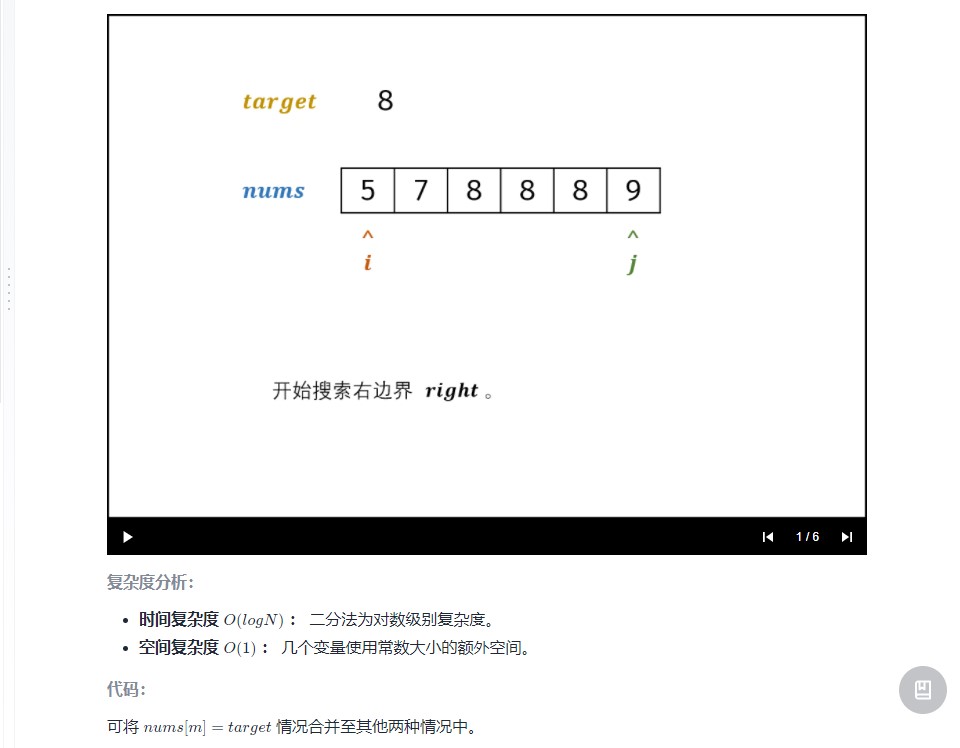 target 8
nums 5 7 8 8 8 9
^ ^
i j
开始搜索右边界 right 。
1 / 6
复杂度分析：
• 时间复杂度 O(logN) ： 二分法为对数级别复杂度。
• 空间复杂度 O(1) ： 几个变量使用常数大小的额外空间。
代码：
可将 nums[m] = target 情况合并至其他两种情况中。